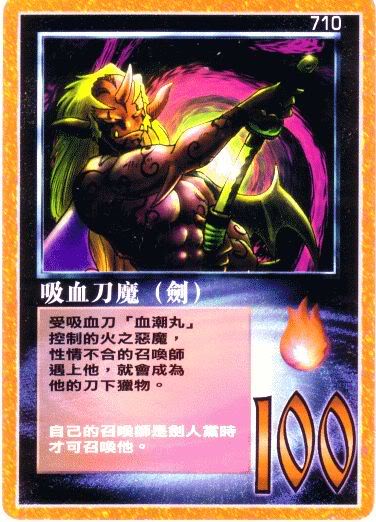 710
吸血刀魔（劍）
受吸血刀「血潮丸」
控制的火之惡魔，
性情不合的召喚師
遇上他，就會成為
他的刀下獵物。
自己的召喚師是劍人黨時
才可召喚他。
100